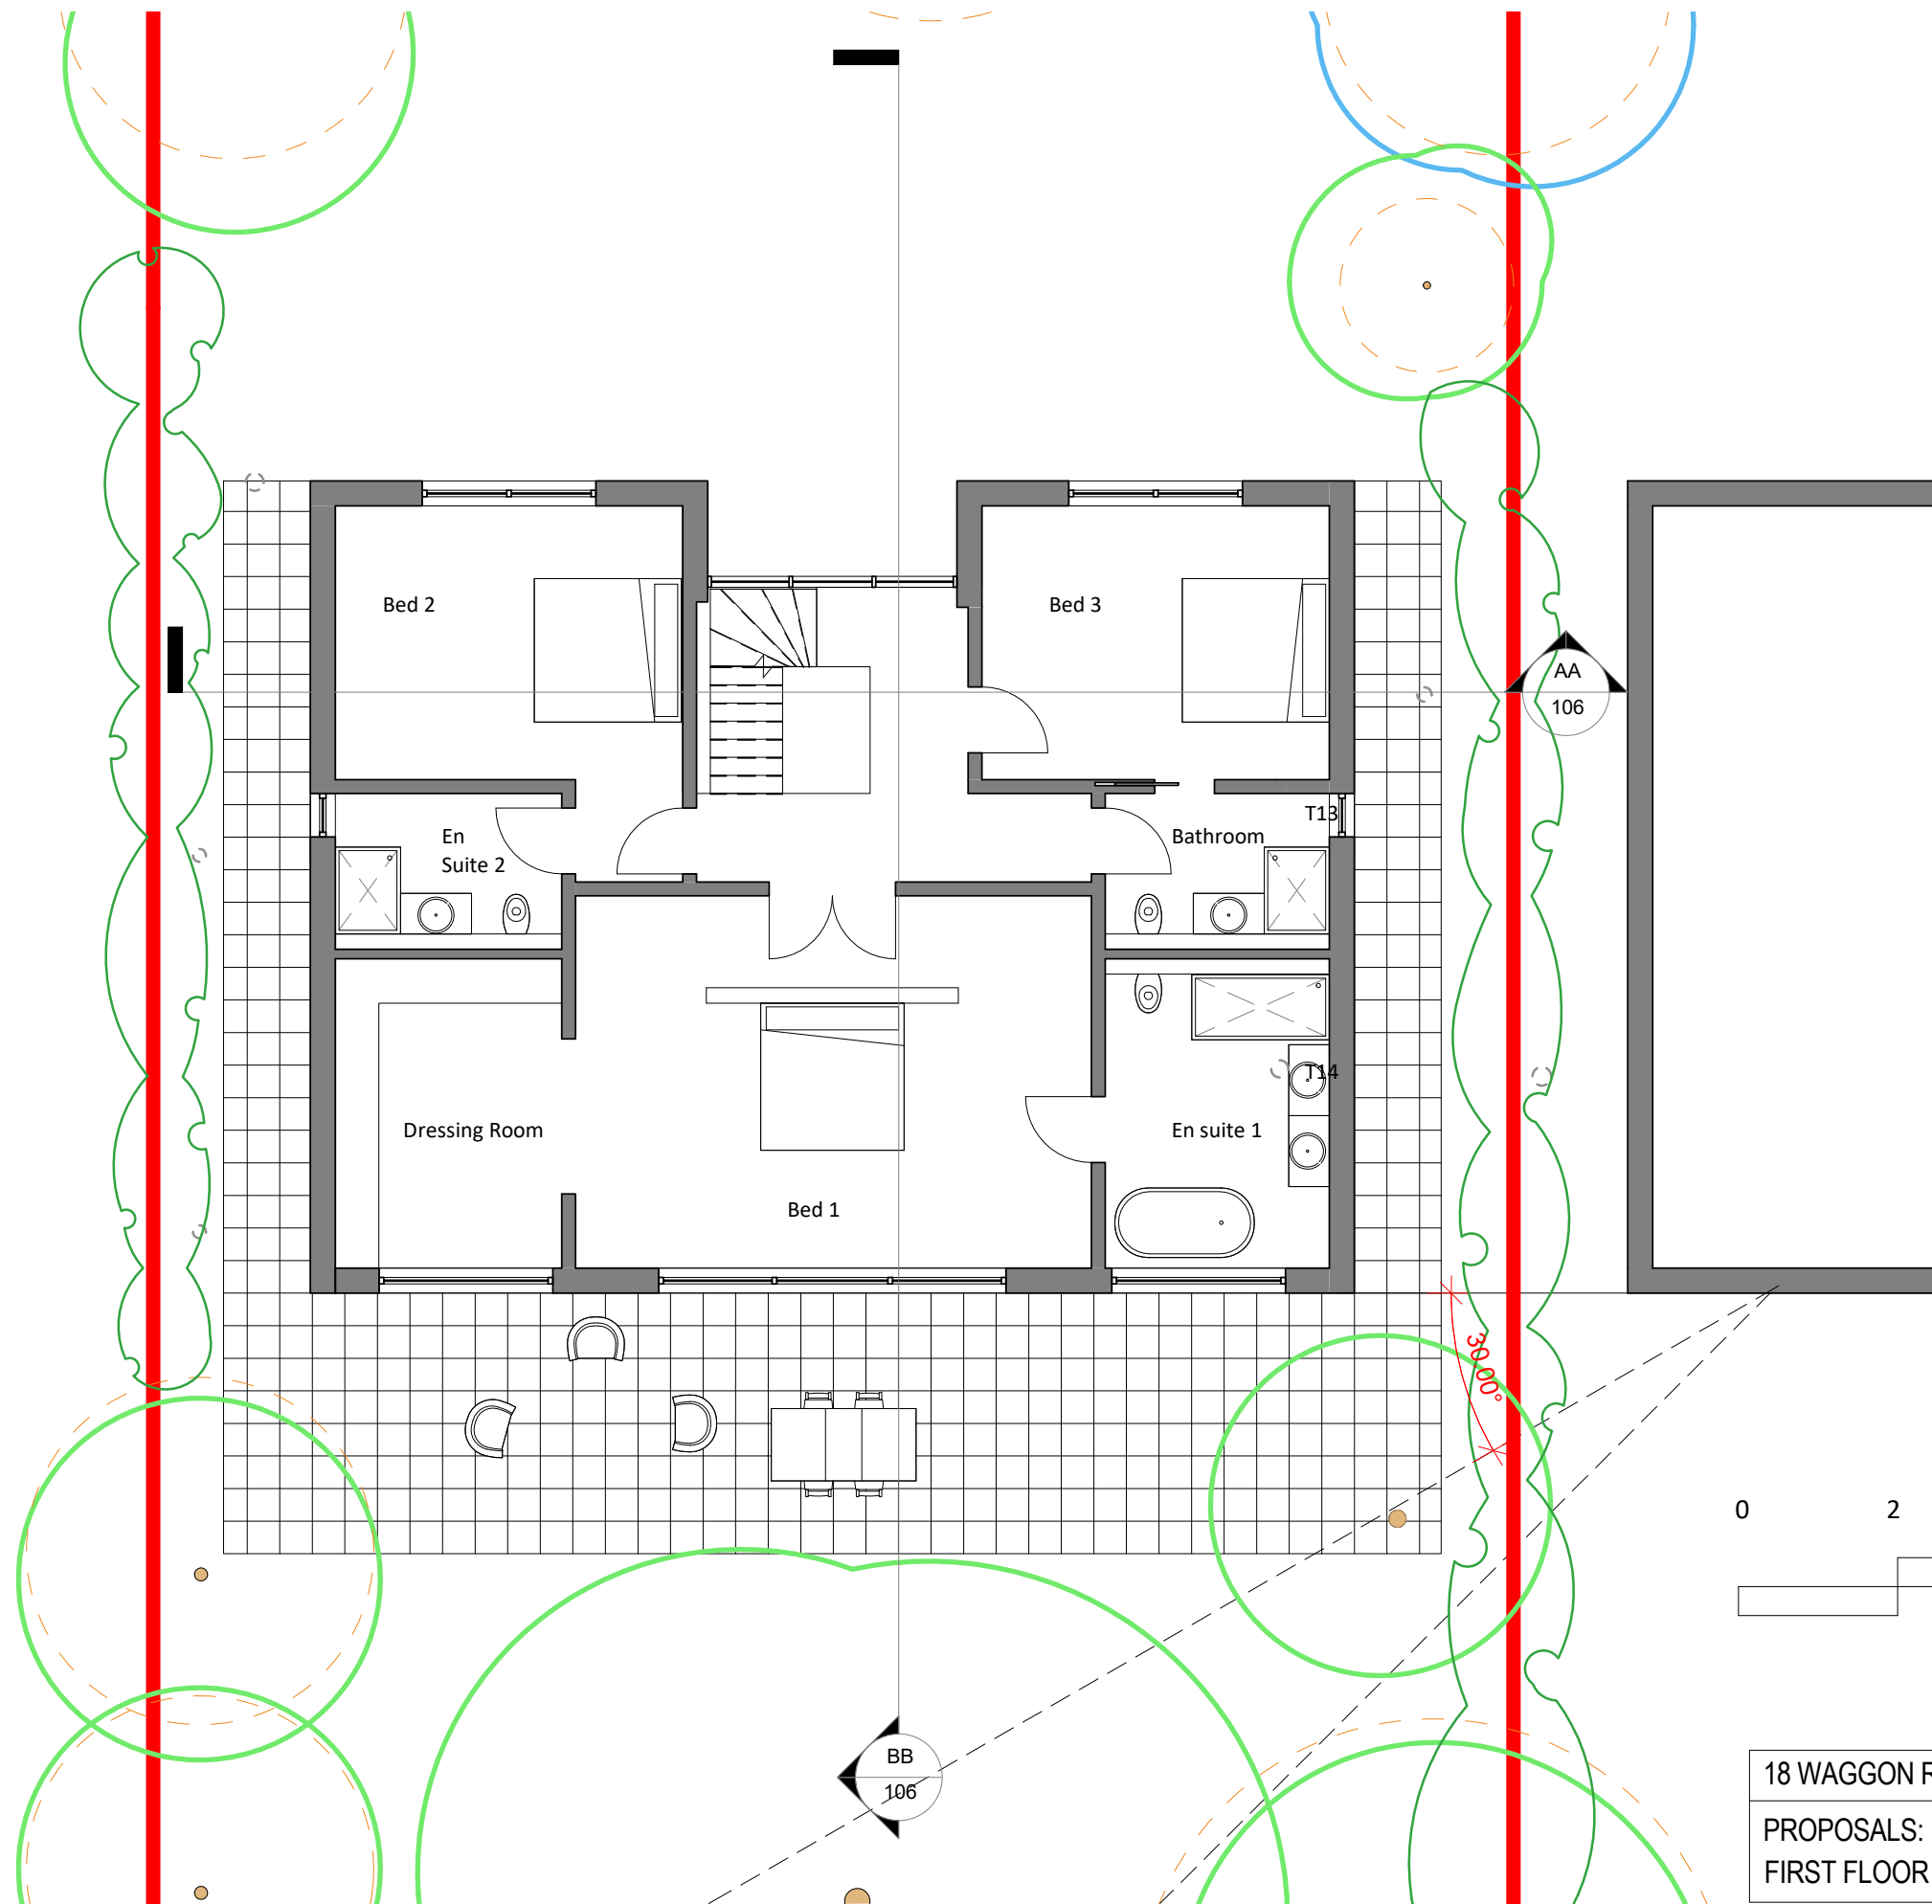 Bed 2
Bed 3
AA
106
T13
En
Suite 2
Bathroom
T14
Dressing Room
En suite 1
Bed 1
30.00°
0 2
BB
106
18 WAGGON R
PROPOSALS:
FIRST FLOOR